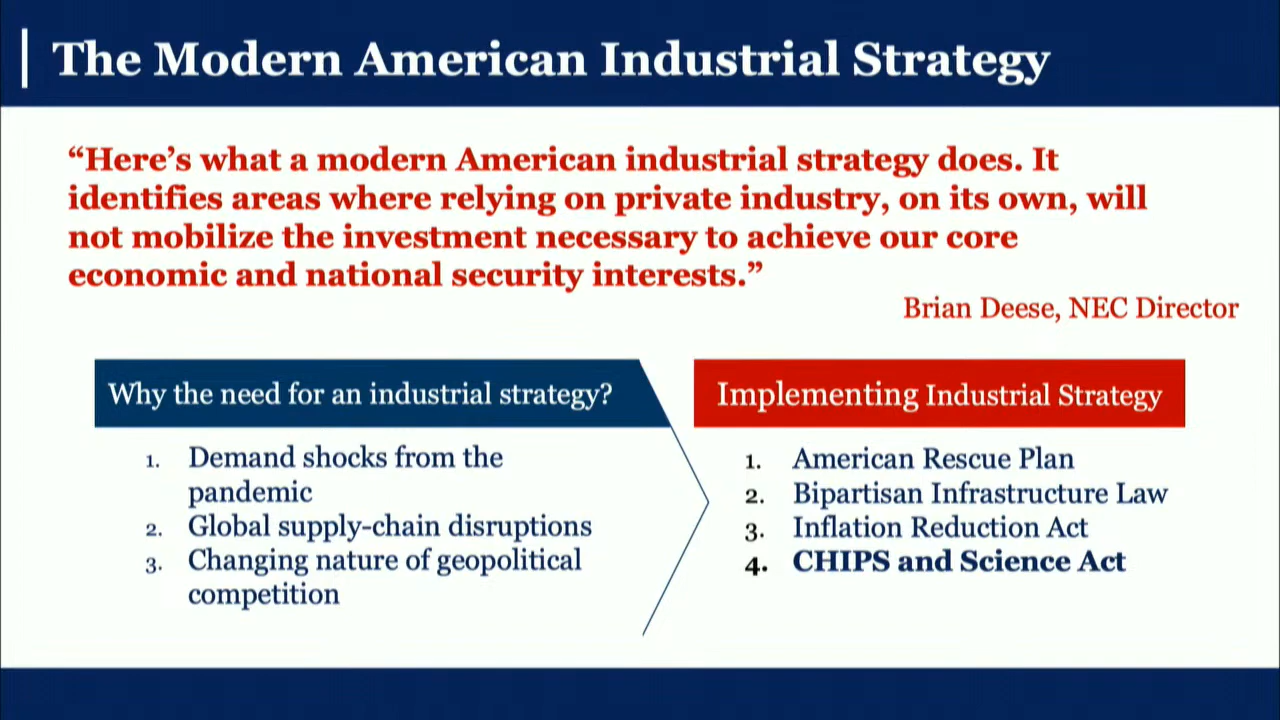 The Modern American Industrial Strategy
“Here’s what a modern American industrial strategy does. It
identifies areas where relying on private industry, on its own, will
not mobilize the investment necessary to achieve our core
economic and national security interests.”
Brian Deese, NEC Director
Why the need for an industrial strategy?
1. Demand shocks from the
pandemic
2. Global supply-chain disruptions
3. Changing nature of geopolitical
competition
Implementing Industrial Strategy
1. American Rescue Plan
2. Bipartisan Infrastructure Law
3. Inflation Reduction Act
4. CHIPS and Science Act